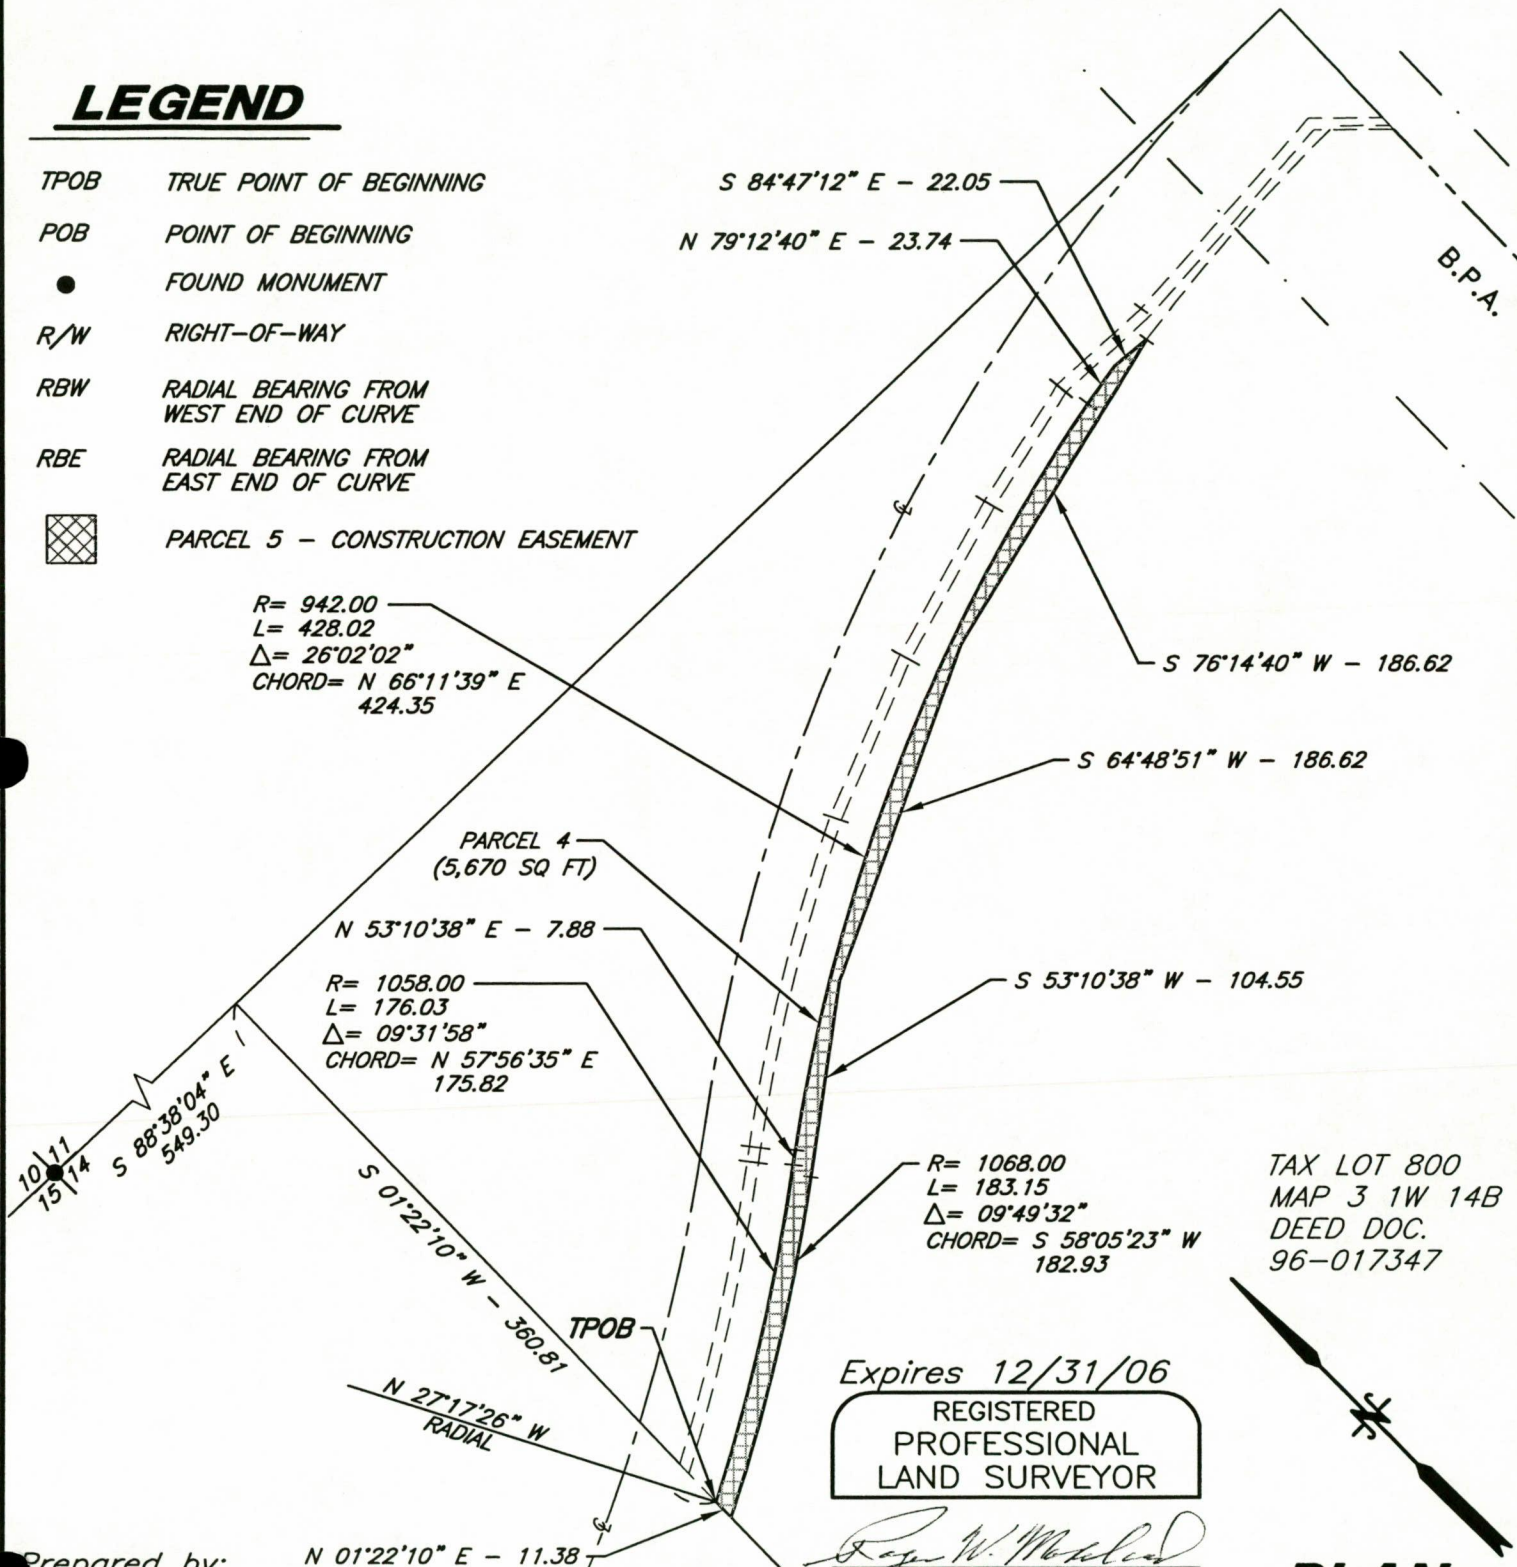 LEGEND
TPOB TRUE POINT OF BEGINNING
POB POINT OF BEGINNING
FOUND MONUMENT
R/W RIGHT-OF-WAY
RBW RADIAL BEARING FROM
WEST END OF CURVE
RBE RADIAL BEARING FROM
EAST END OF CURVE
PARCEL 5 - CONSTRUCTION EASEMENT
S 84°47'12" E - 22.05
N 79°12'40" E - 23.74
B.P.A.
R= 942.00
L= 428.02
Δ= 26°02'02"
CHORD= N 66°11'39" E
424.35
S 76°14'40" W - 186.62
S 64°48'51" W - 186.62
PARCEL 4
(5,670 SQ FT)
N 53°10'38" E - 7.88
R= 1058.00
L= 176.03
Δ= 09°31'58"
CHORD= N 57°56'35" E
175.82
S 53°10'38" W - 104.55
S 88°38'04" E
549.30
10 11
15 14
S 01°22'10" W - 360.81
R= 1068.00
L= 183.15
Δ= 09°49'32"
CHORD= S 58°05'23" W
182.93
TAX LOT 800
MAP 3 1W 14B
DEED DOC.
96-017347
TPOB
N 27°17'26" W
RADIAL
Expires 12/31/06
REGISTERED
PROFESSIONAL
LAND SURVEYOR
N
Prepared by:
N 01°22'10" E - 11.38